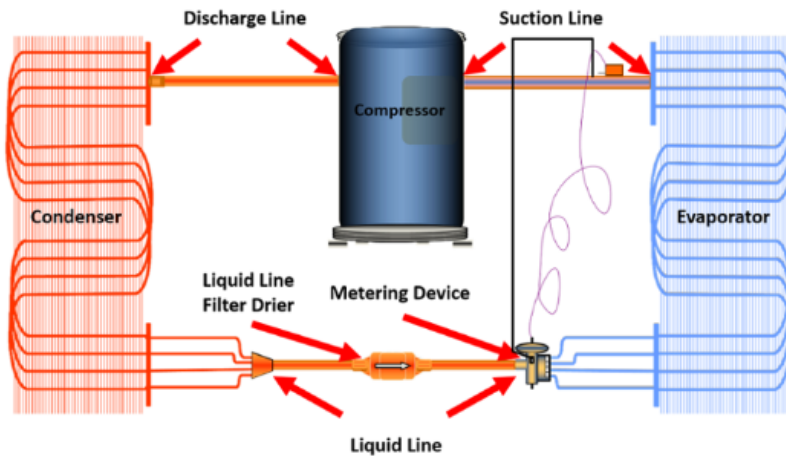 Discharge Line
Suction Line
Compressor
Condenser
Evaporator
Liquid Line
Filter Drier
Metering Device
Liquid Line